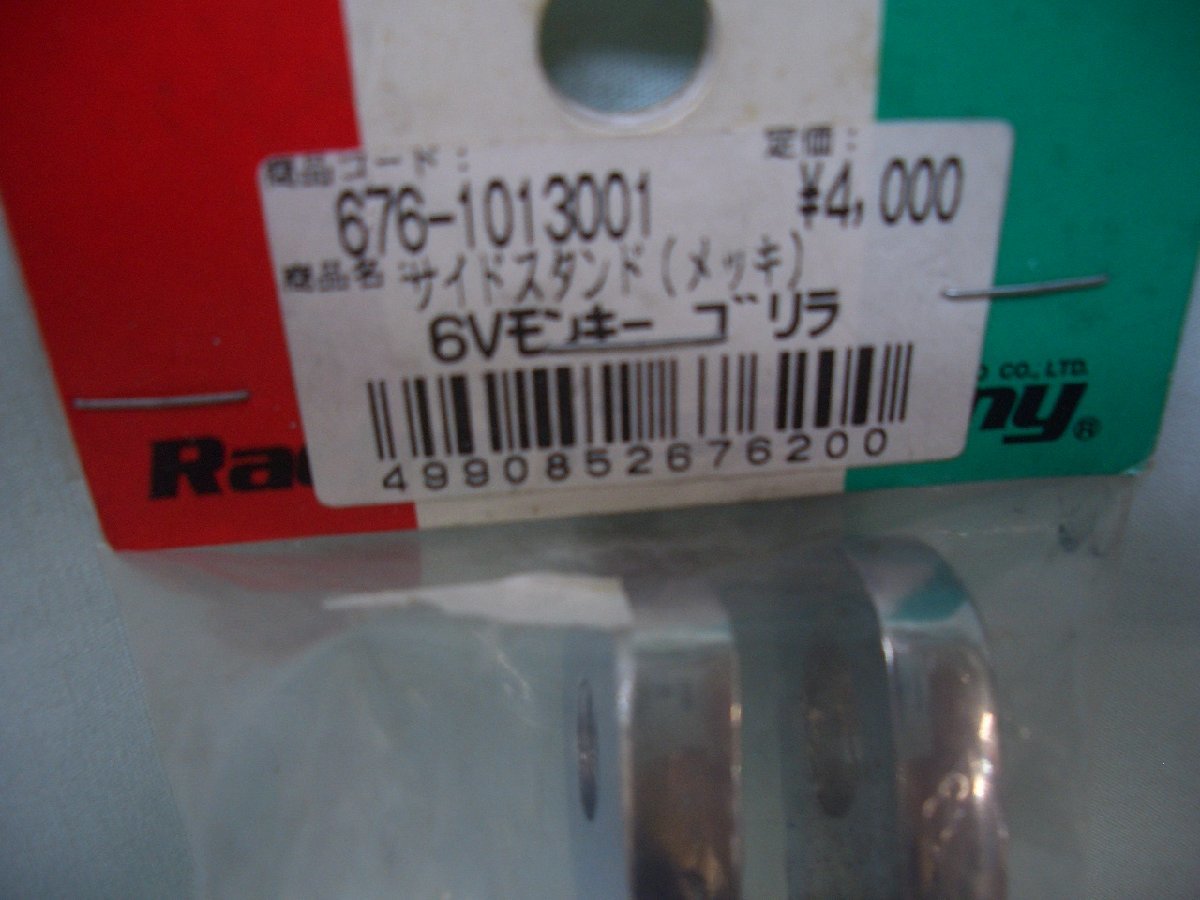 商品コード: 定価:
676-1013001 ¥4,000
商品名 サイドスタンド(メッキ)
6Vモンキー ゴリラ
CO., LTD.
4990852676200